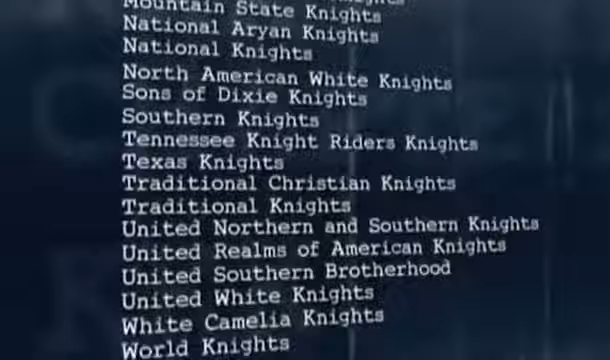 Mountain State Knights
National Aryan Knights
National Knights
North American White Knights
Sons of Dixie Knights
Southern Knights
Tennessee Knight Riders Knights
Texas Knights
Traditional Christian Knights
Traditional Knights
United Northern and Southern Knights
United Realms of American Knights
United Southern Brotherhood
United White Knights
White Camelia Knights
World Knights